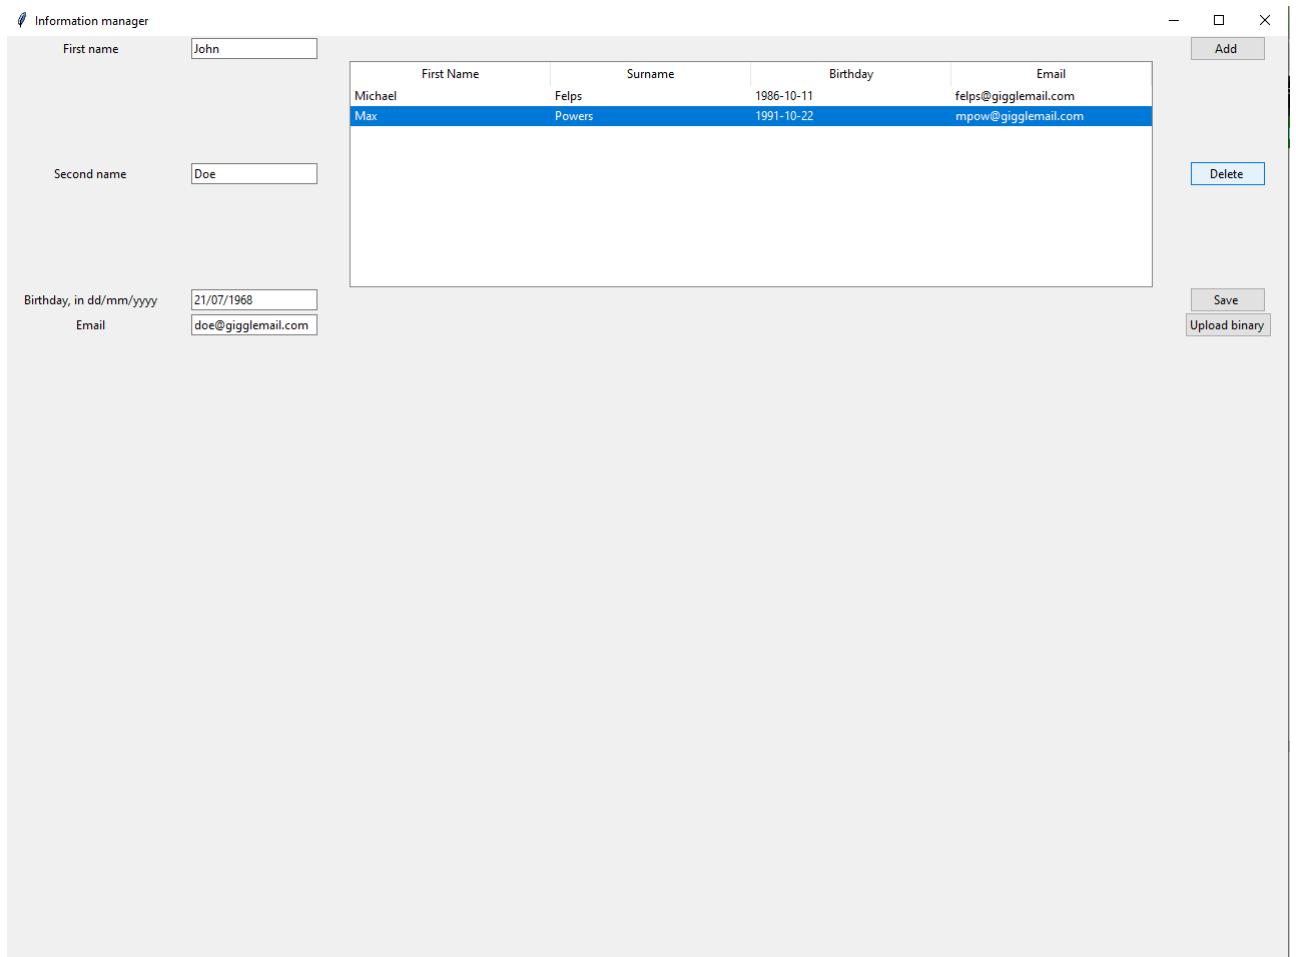 Information manager
First name John Add
First Name Surname Birthday Email
Michael Felps 1986-10-11 felps@gigglemail.com
Max Powers 1991-10-22 mpow@gigglemail.com
Second name Doe Delete
Birthday, in dd/mm/yyyy 21/07/1968 Save
Email doe@gigglemail.com Upload binary